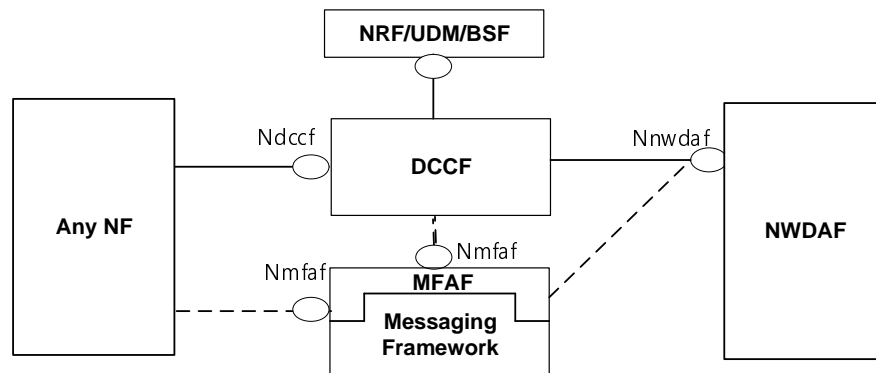 NRF/UDM/BSF
Ndccf
Nnwdaf
DCCF
Any NF
NWDAF
Nmfaf
Nmfaf
MFAF
Messaging
Framework